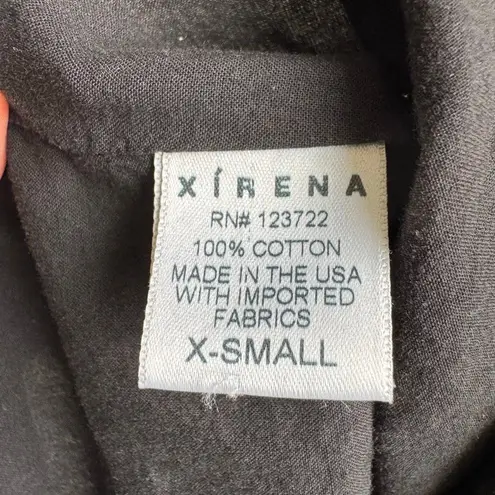 XÍRENA
RN# 123722
100% COTTON
MADE IN THE USA
WITH IMPORTED
FABRICS
X-SMALL